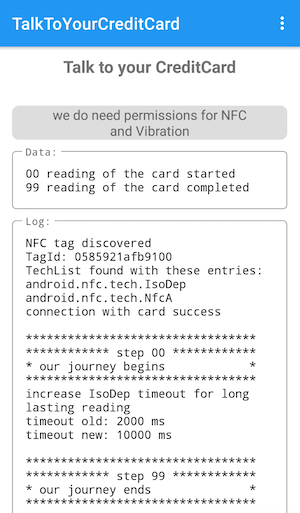 TalkToYourCreditCard
Talk to your CreditCard
we do need permissions for NFC
and Vibration
Data:
00 reading of the card started
99 reading of the card completed
Log:
NFC tag discovered
TagId: 0585921afb9100
TechList found with these entries:
android.nfc.tech.IsoDep
android.nfc.tech.NfcA
connection with card success
*********************************
************ step 00 ************
* our journey begins            *
*********************************
increase IsoDep timeout for long
lasting reading
timeout old: 2000 ms
timeout new: 10000 ms
*********************************
************ step 99 ************
* our journey ends              *
*********************************